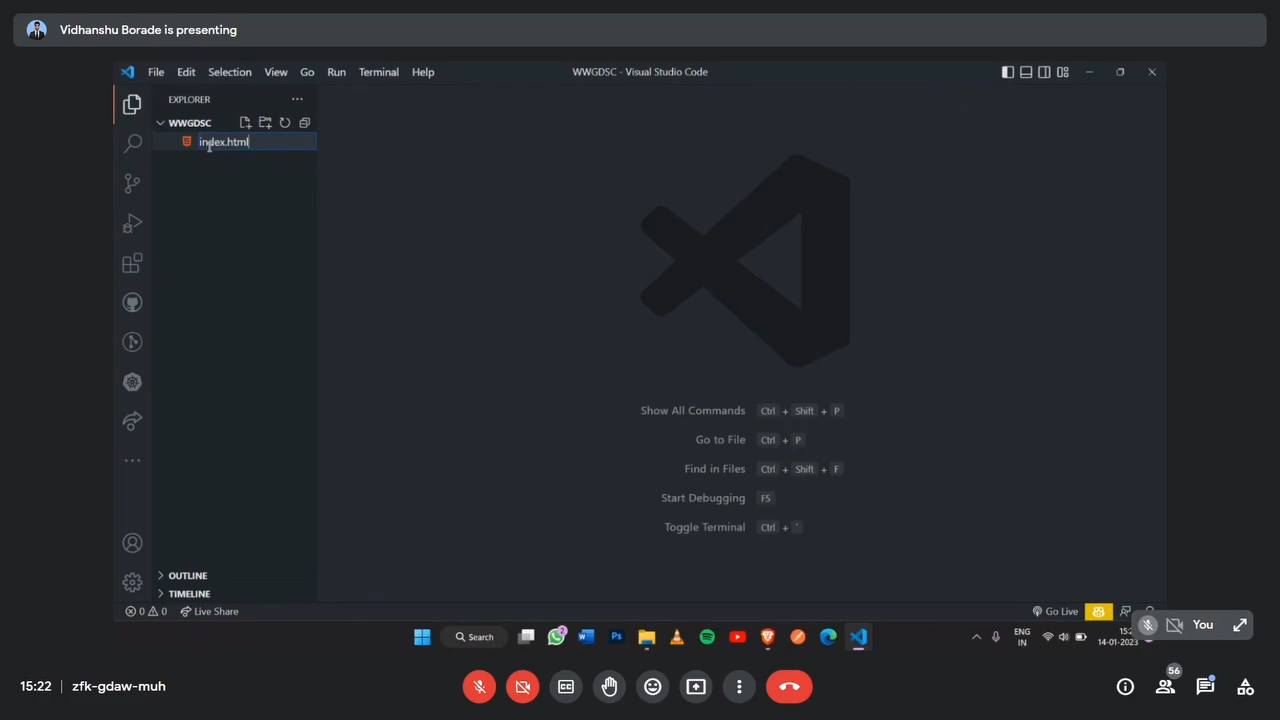 Vidhanshu Borade is presenting
File Edit Selection View Go Run Terminal Help
WWGDSC - Visual Studio Code
EXPLORER
WWGDSC
index.html
Show All Commands Ctrl + Shift + P
Go to File Ctrl + P
Find in Files Ctrl + Shift + F
Start Debugging F5
Toggle Terminal Ctrl + `
OUTLINE
TIMELINE
0 0 Live Share
Go Live
Search
2
W
Ps
ENG
IN
14-01-2023
You
15:22 | zfk-gdaw-muh
56